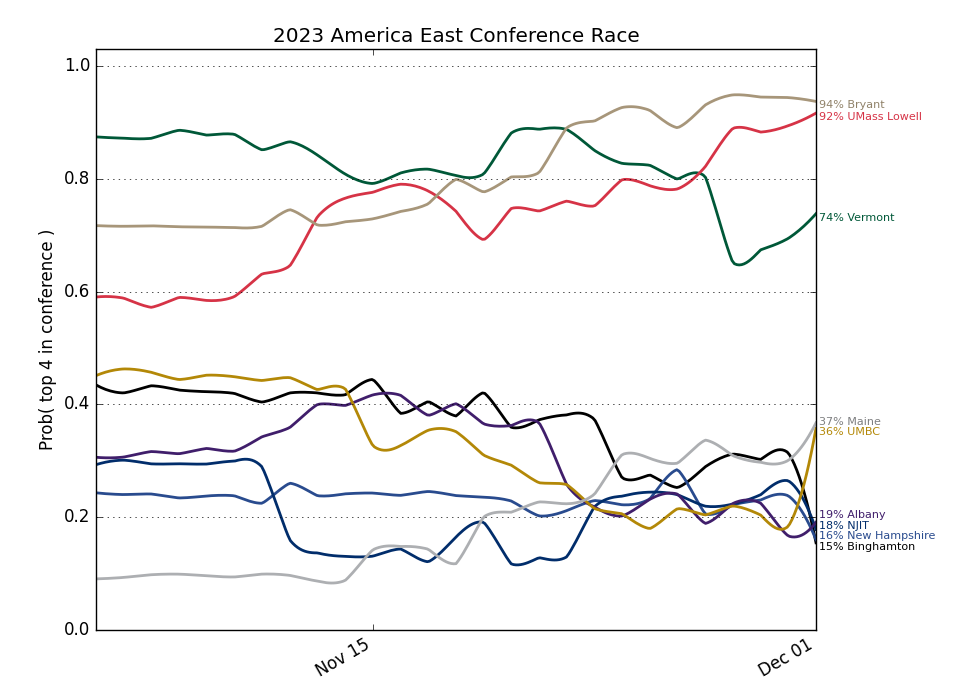 2023 America East Conference Race
1.0
0.8
0.6
0.4
0.2
0.0
Prob( top 4 in conference )
94% Bryant
92% UMass Lowell
74% Vermont
37% Maine
36% UMBC
19% Albany
18% NJIT
16% New Hampshire
15% Binghamton
Nov 15
Dec 01